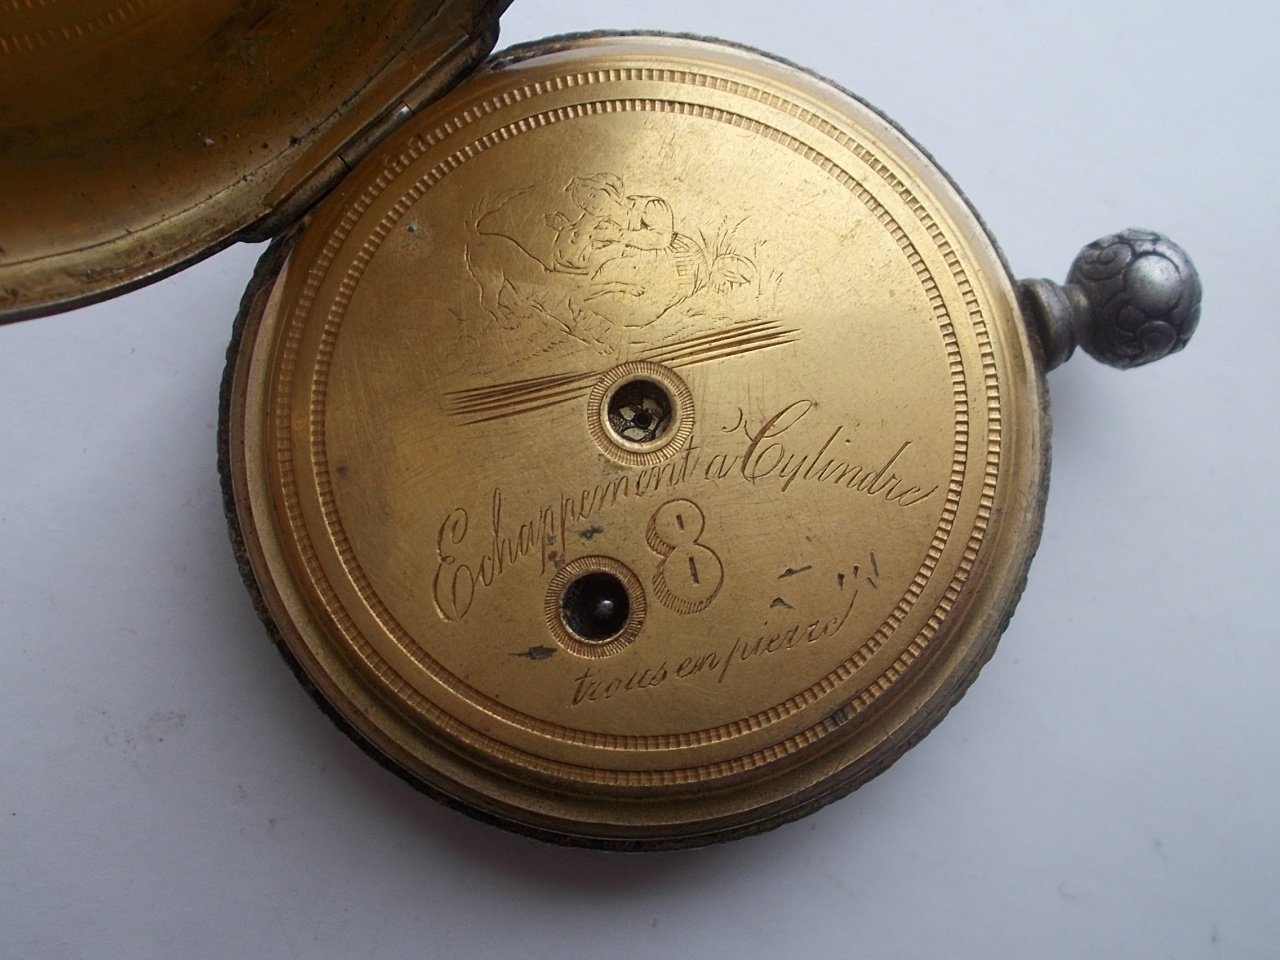 Echappement à Cylindre
8
trous en pierre